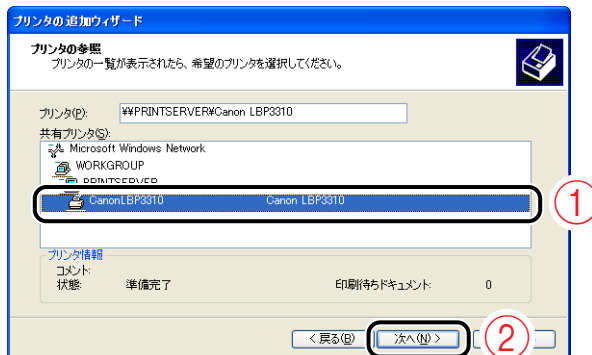 プリンタの追加ウィザード
プリンタの参照
プリンタの一覧が表示されたら、希望のプリンタを選択してください。
プリンタ(P): ¥¥PRINTSERVER¥Canon LBP3310
共有プリンタ(S):
Microsoft Windows Network
WORKGROUP
PRINTSERVER
CanonLBP3310 Canon LBP3310
①
プリンタ情報
コメント:
状態: 準備完了 印刷待ちドキュメント: 0
< 戻る(B) 次へ(N) > ②